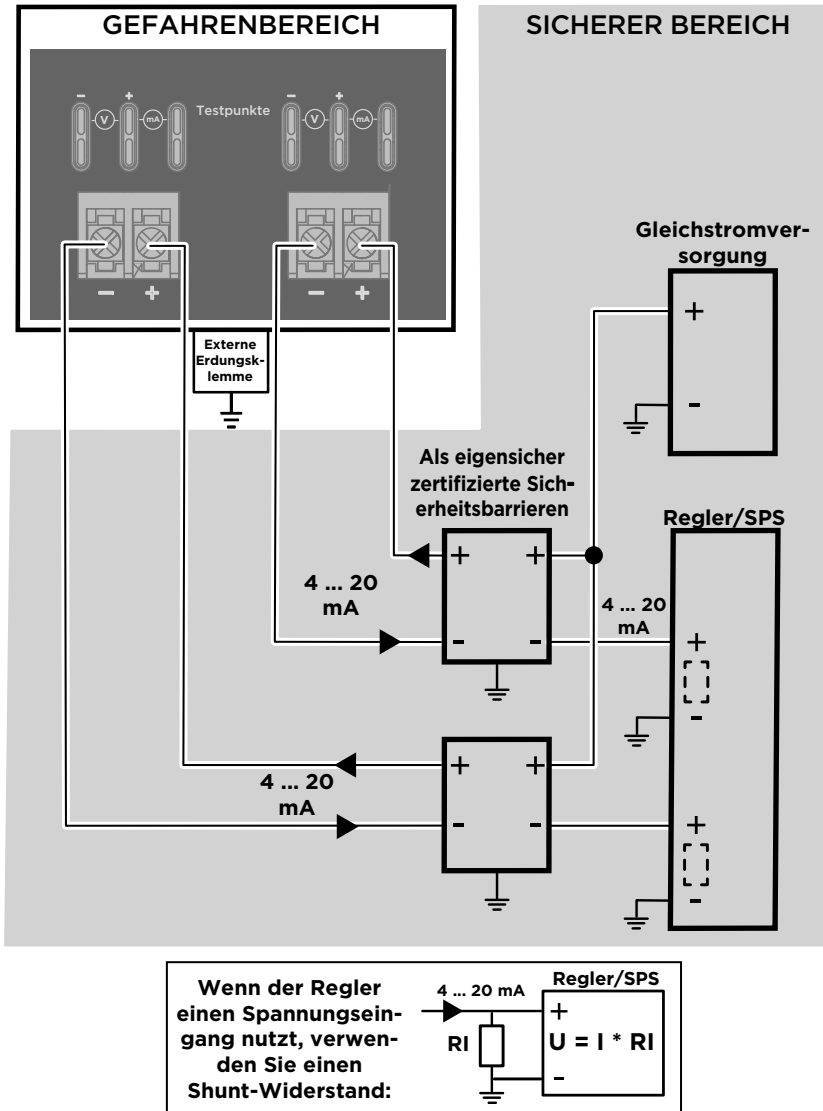 GEFAHRENBEREICH
SICHERER BEREICH
- +
V mA
Testpunkte
- +
V mA
- +
- +
Externe
Erdungsk-
lemme
Gleichstromver-
sorgung
+
-
Als eigensicher
zertifizierte Sich-
erheitsbarrieren
Regler/SPS
+ +
- -
4 ... 20
mA
4 ... 20
mA
+
-
+ +
- -
4 ... 20
mA
+
-
Wenn der Regler
einen Spannungsein-
gang nutzt, verwen-
den Sie einen
Shunt-Widerstand:
4 ... 20 mA
Regler/SPS
+
RI
U = I * RI
-